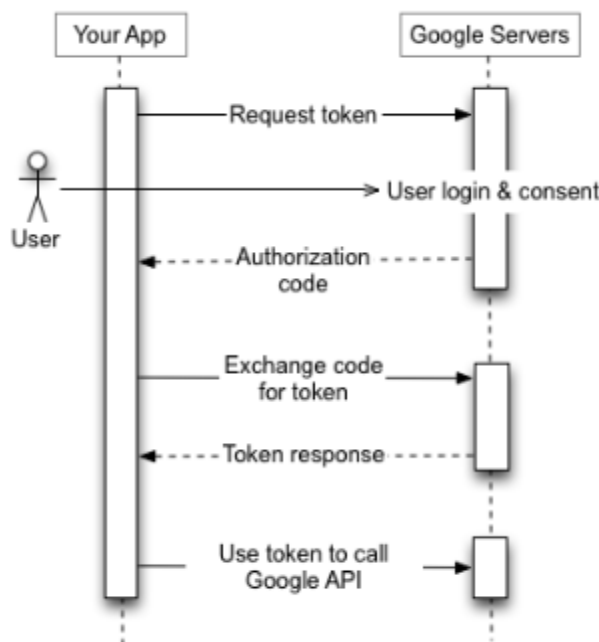 Your App
Google Servers
Request token
User login & consent
User
Authorization
code
Exchange code
for token
Token response
Use token to call
Google API